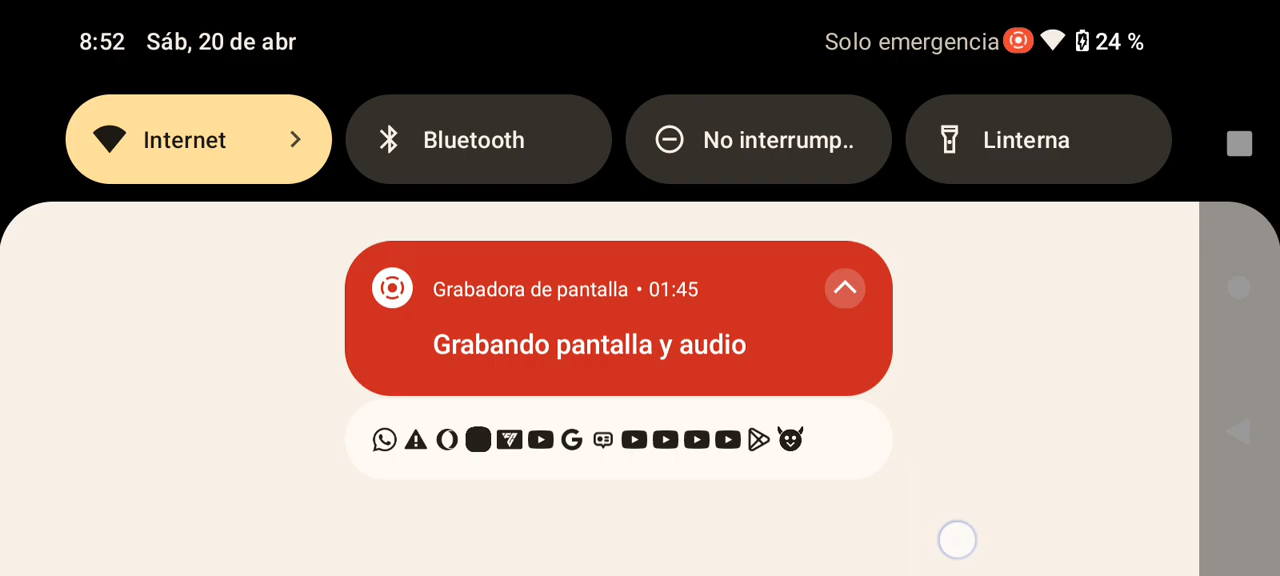 8:52 Sáb, 20 de abr Solo emergencia 24 %
Internet Bluetooth No interrump.. Linterna
Grabadora de pantalla • 01:45
Grabando pantalla y audio